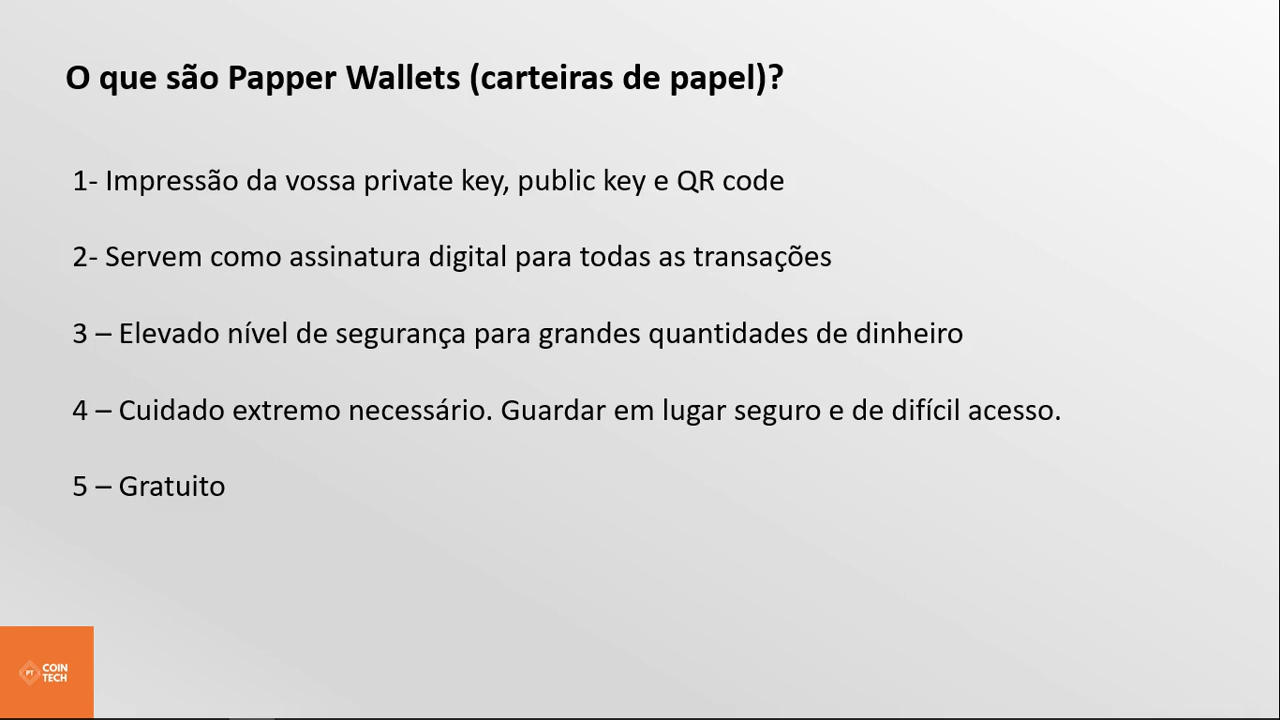 O que são Papper Wallets (carteiras de papel)?
1- Impressão da vossa private key, public key e QR code
2- Servem como assinatura digital para todas as transações
3 – Elevado nível de segurança para grandes quantidades de dinheiro
4 – Cuidado extremo necessário. Guardar em lugar seguro e de difícil acesso.
5 – Gratuito
PT
COIN
TECH